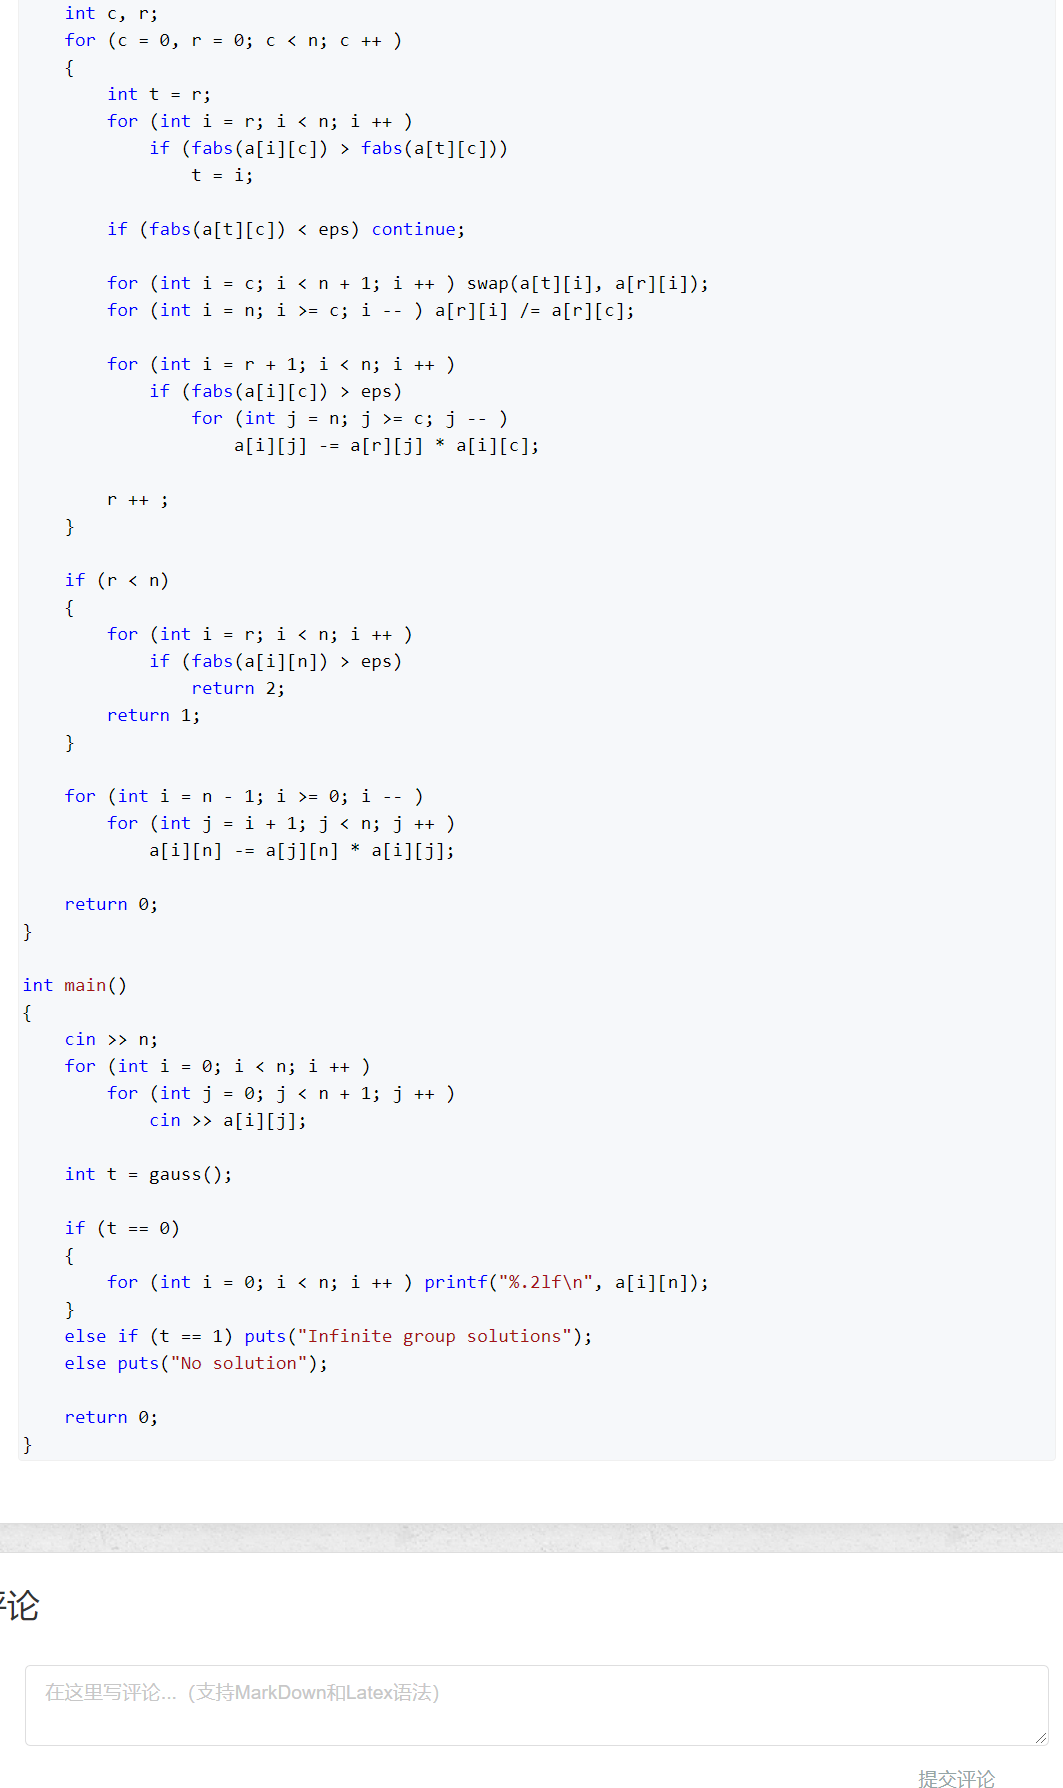 int c, r;
    for (c = 0, r = 0; c < n; c ++ )
    {
        int t = r;
        for (int i = r; i < n; i ++ )
            if (fabs(a[i][c]) > fabs(a[t][c]))
                t = i;

        if (fabs(a[t][c]) < eps) continue;

        for (int i = c; i < n + 1; i ++ ) swap(a[t][i], a[r][i]);
        for (int i = n; i >= c; i -- ) a[r][i] /= a[r][c];

        for (int i = r + 1; i < n; i ++ )
            if (fabs(a[i][c]) > eps)
                for (int j = n; j >= c; j -- )
                    a[i][j] -= a[r][j] * a[i][c];

        r ++ ;
    }

    if (r < n)
    {
        for (int i = r; i < n; i ++ )
            if (fabs(a[i][n]) > eps)
                return 2;
        return 1;
    }

    for (int i = n - 1; i >= 0; i -- )
        for (int j = i + 1; j < n; j ++ )
            a[i][n] -= a[j][n] * a[i][j];

    return 0;
}

int main()
{
    cin >> n;
    for (int i = 0; i < n; i ++ )
        for (int j = 0; j < n + 1; j ++ )
            cin >> a[i][j];

    int t = gauss();

    if (t == 0)
    {
        for (int i = 0; i < n; i ++ ) printf("%.2lf\n", a[i][n]);
    }
    else if (t == 1) puts("Infinite group solutions");
    else puts("No solution");

    return 0;
}
评论
在这里写评论... (支持MarkDown和Latex语法)
提交评论